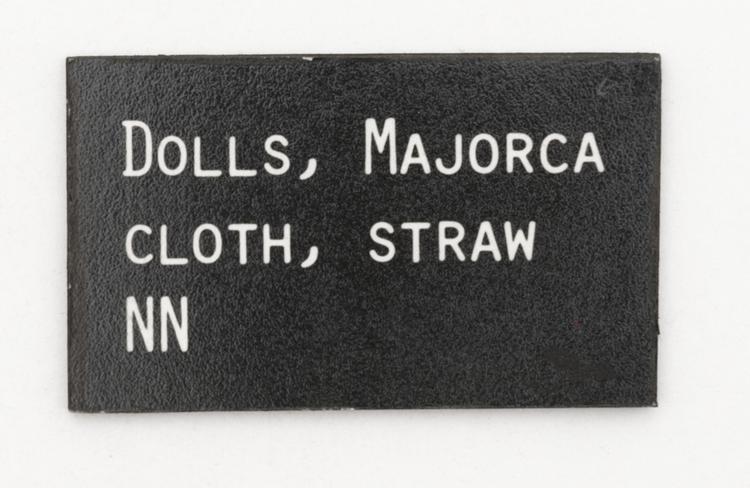 Dolls, Majorca
cloth, straw
NN